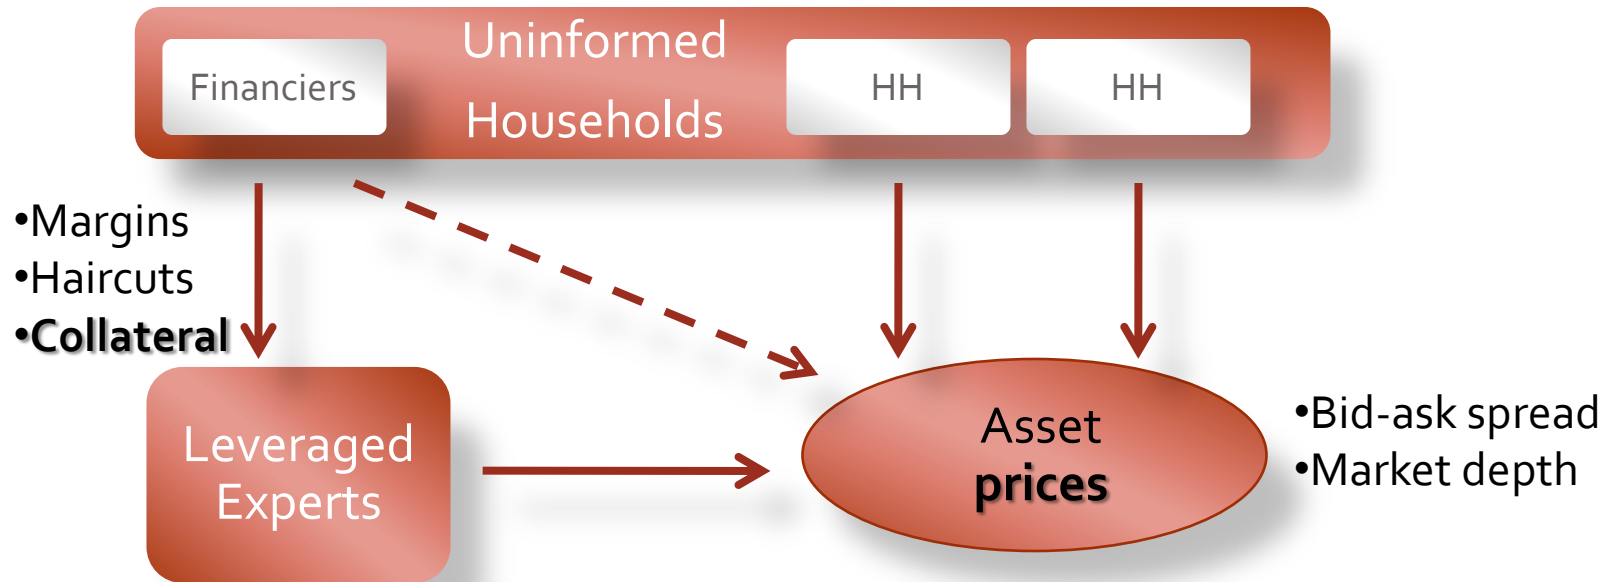 Uninformed
Households
Financiers
HH
HH
•Margins
•Haircuts
•Collateral
Leveraged
Experts
Asset
prices
•Bid-ask spread
•Market depth